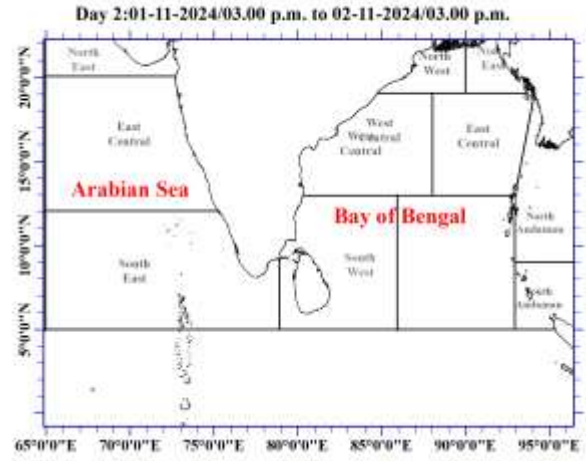 Day 2:01-11-2024/03.00 p.m. to 02-11-2024/03.00 p.m.
North
East
North
West
North
East
20°0'0"N
East
Central
West
Central
West
Central
East
Central
15°0'0"N
Arabian Sea
Bay of Bengal
North
Andaman
10°0'0"N
South
East
South
West
South
Andaman
5°0'0"N
65°0'0"E 70°0'0"E 75°0'0"E 80°0'0"E 85°0'0"E 90°0'0"E 95°0'0"E